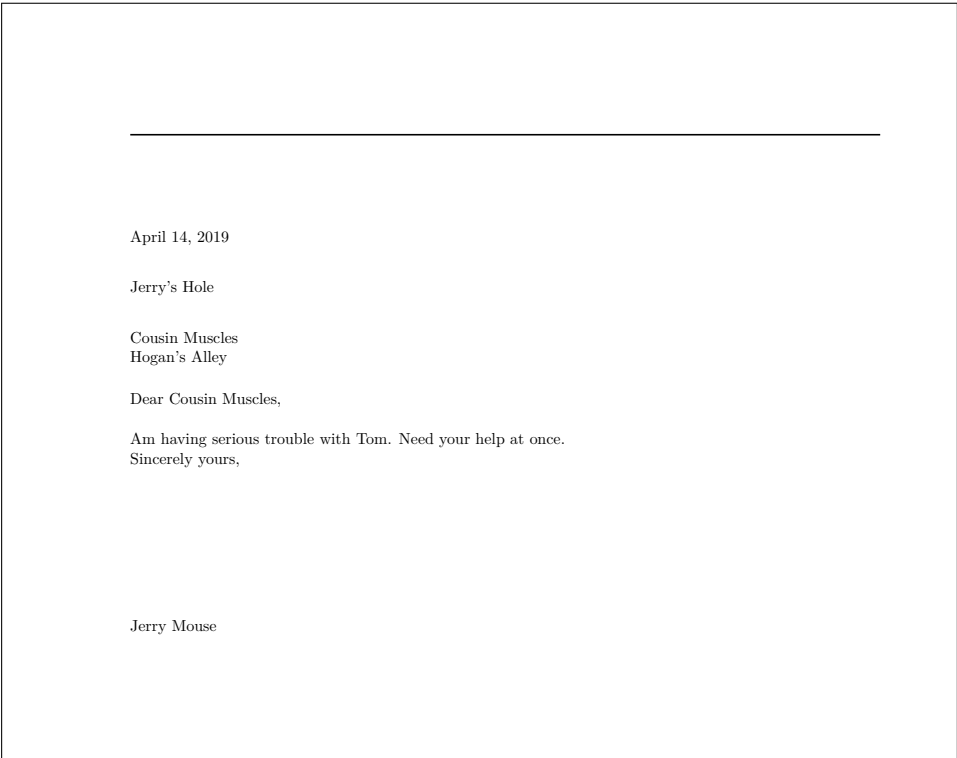 April 14, 2019
Jerry's Hole
Cousin Muscles
Hogan's Alley
Dear Cousin Muscles,
Am having serious trouble with Tom. Need your help at once.
Sincerely yours,
Jerry Mouse